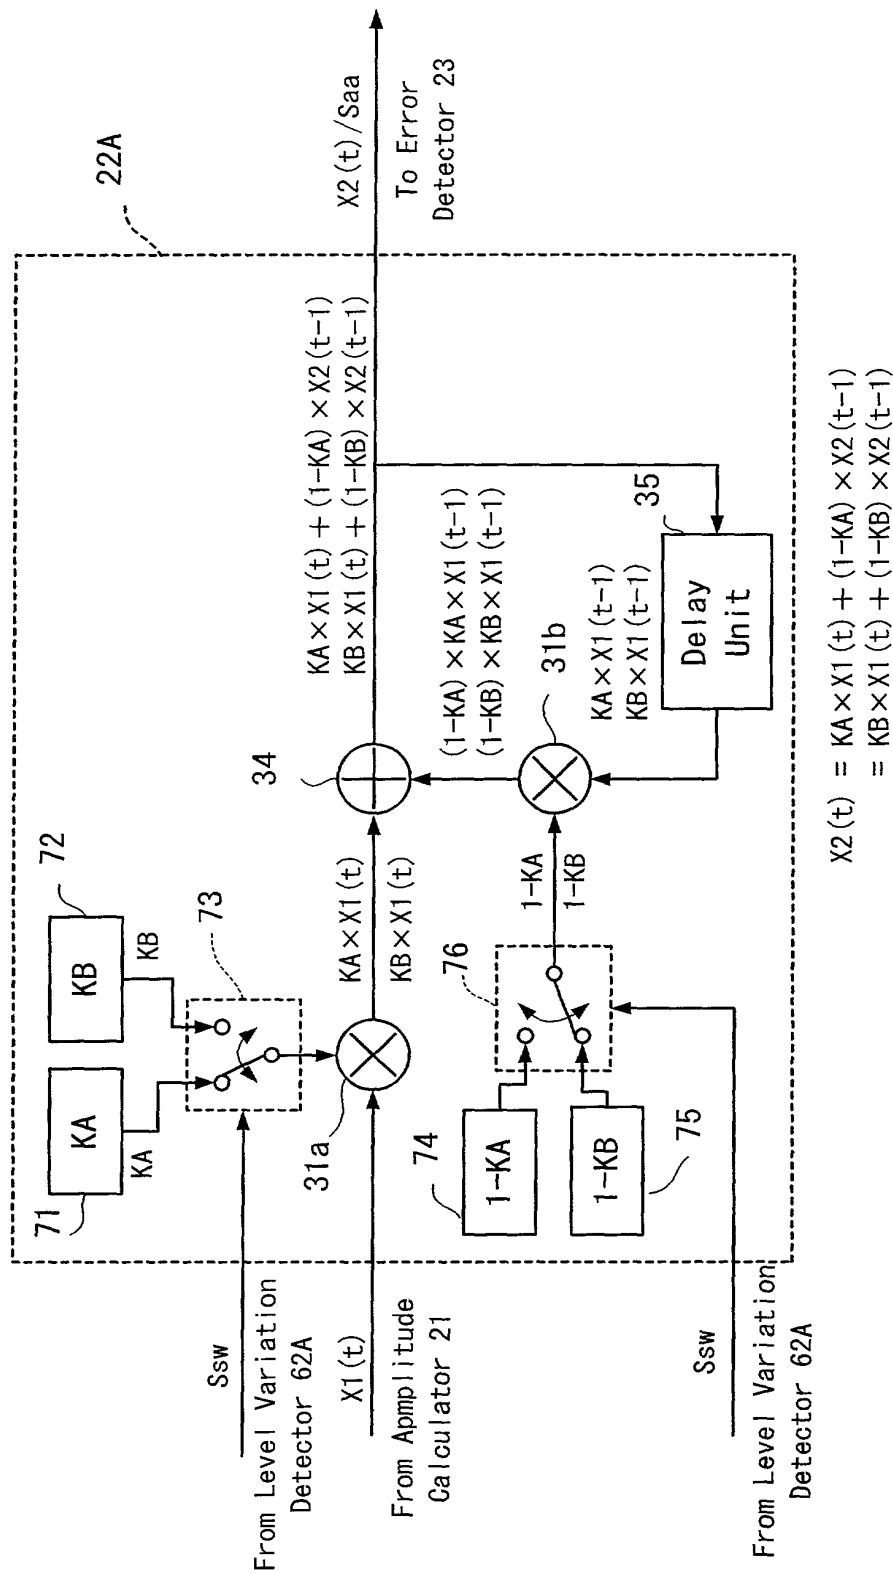 22A
71
KA
KA
72
KB
KB
73
Ssw
From Level Variation
Detector 62A
X1(t)
From Apmplitude
Calculator 21
31a
KA×X1(t)
KB×X1(t)
34
KA×X1(t)+(1-KA)×X2(t-1)
KB×X1(t)+(1-KB)×X2(t-1)
X2(t)/Saa
To Error
Detector 23
(1-KA)×KA×X1(t-1)
(1-KB)×KB×X1(t-1)
31b
KA×X1(t-1)
KB×X1(t-1)
35
Delay
Unit
74
1-KA
75
1-KB
76
1-KA
1-KB
Ssw
From Level Variation
Detector 62A
X2(t) = KA×X1(t)+(1-KA)×X2(t-1)
= KB×X1(t)+(1-KB)×X2(t-1)